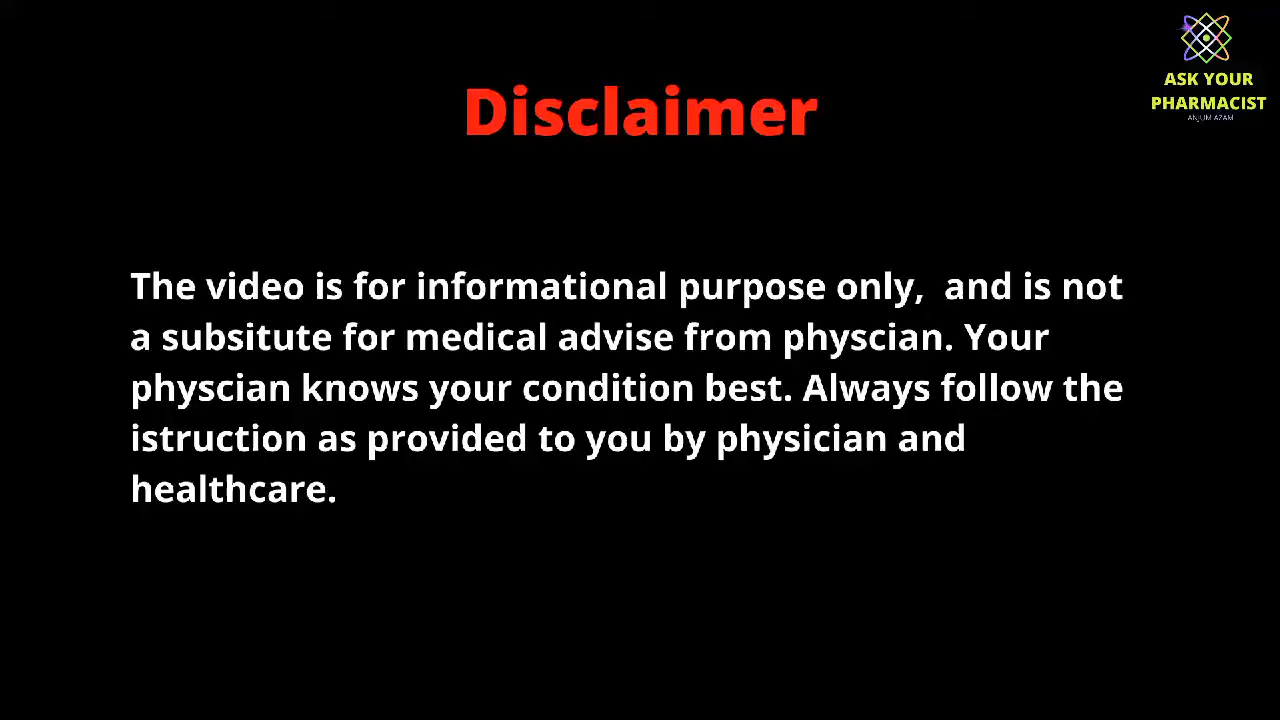 ASK YOUR
PHARMACIST
ANJUM AZAM
Disclaimer
The video is for informational purpose only,  and is not
a subsitute for medical advise from physcian. Your
physcian knows your condition best. Always follow the
istruction as provided to you by physician and
healthcare.